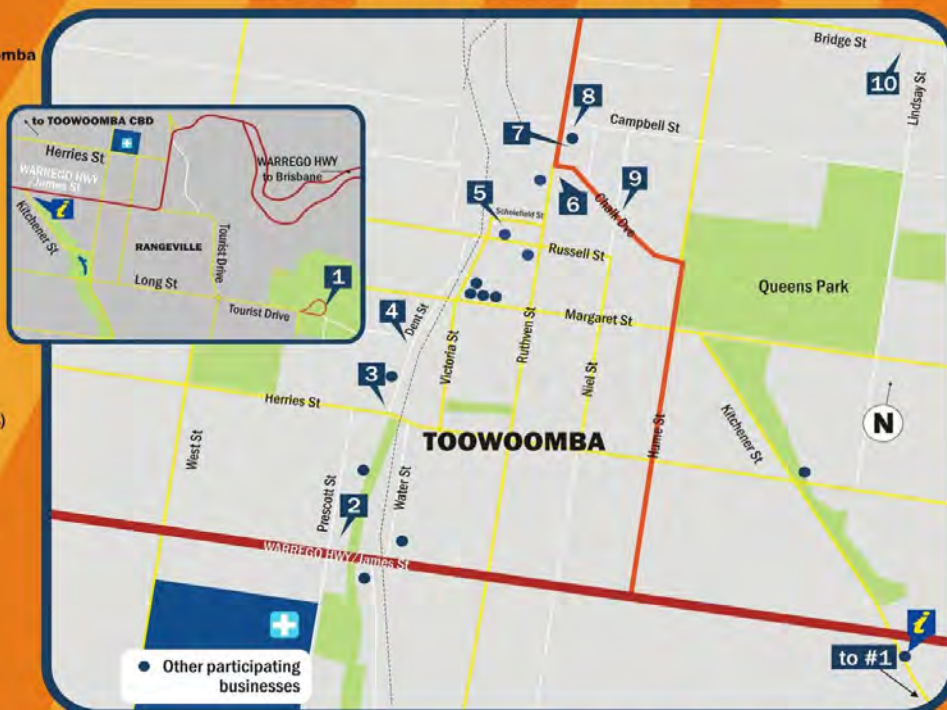 omba
to TOOWOOMBA CBD
Herries St
WARREGO HWY
/James St
Kitchener St
i
RANGEVILLE
Tourist Drive
WARREGO HWY
to Brisbane
Long St
Tourist Drive
1
)
Bridge St
10
Lindsay St
8
7
Campbell St
9
5
6
Chalk Dve
Scholefield St
Russell St
Queens Park
4
Dent St
Victoria St
Ruthven St
Margaret St
Niel St
3
Herries St
West St
TOOWOOMBA
Hume St
Kitchener St
N
Prescott St
2
Water St
WARREGO HWY/James St
i
to #1
Other participating
businesses